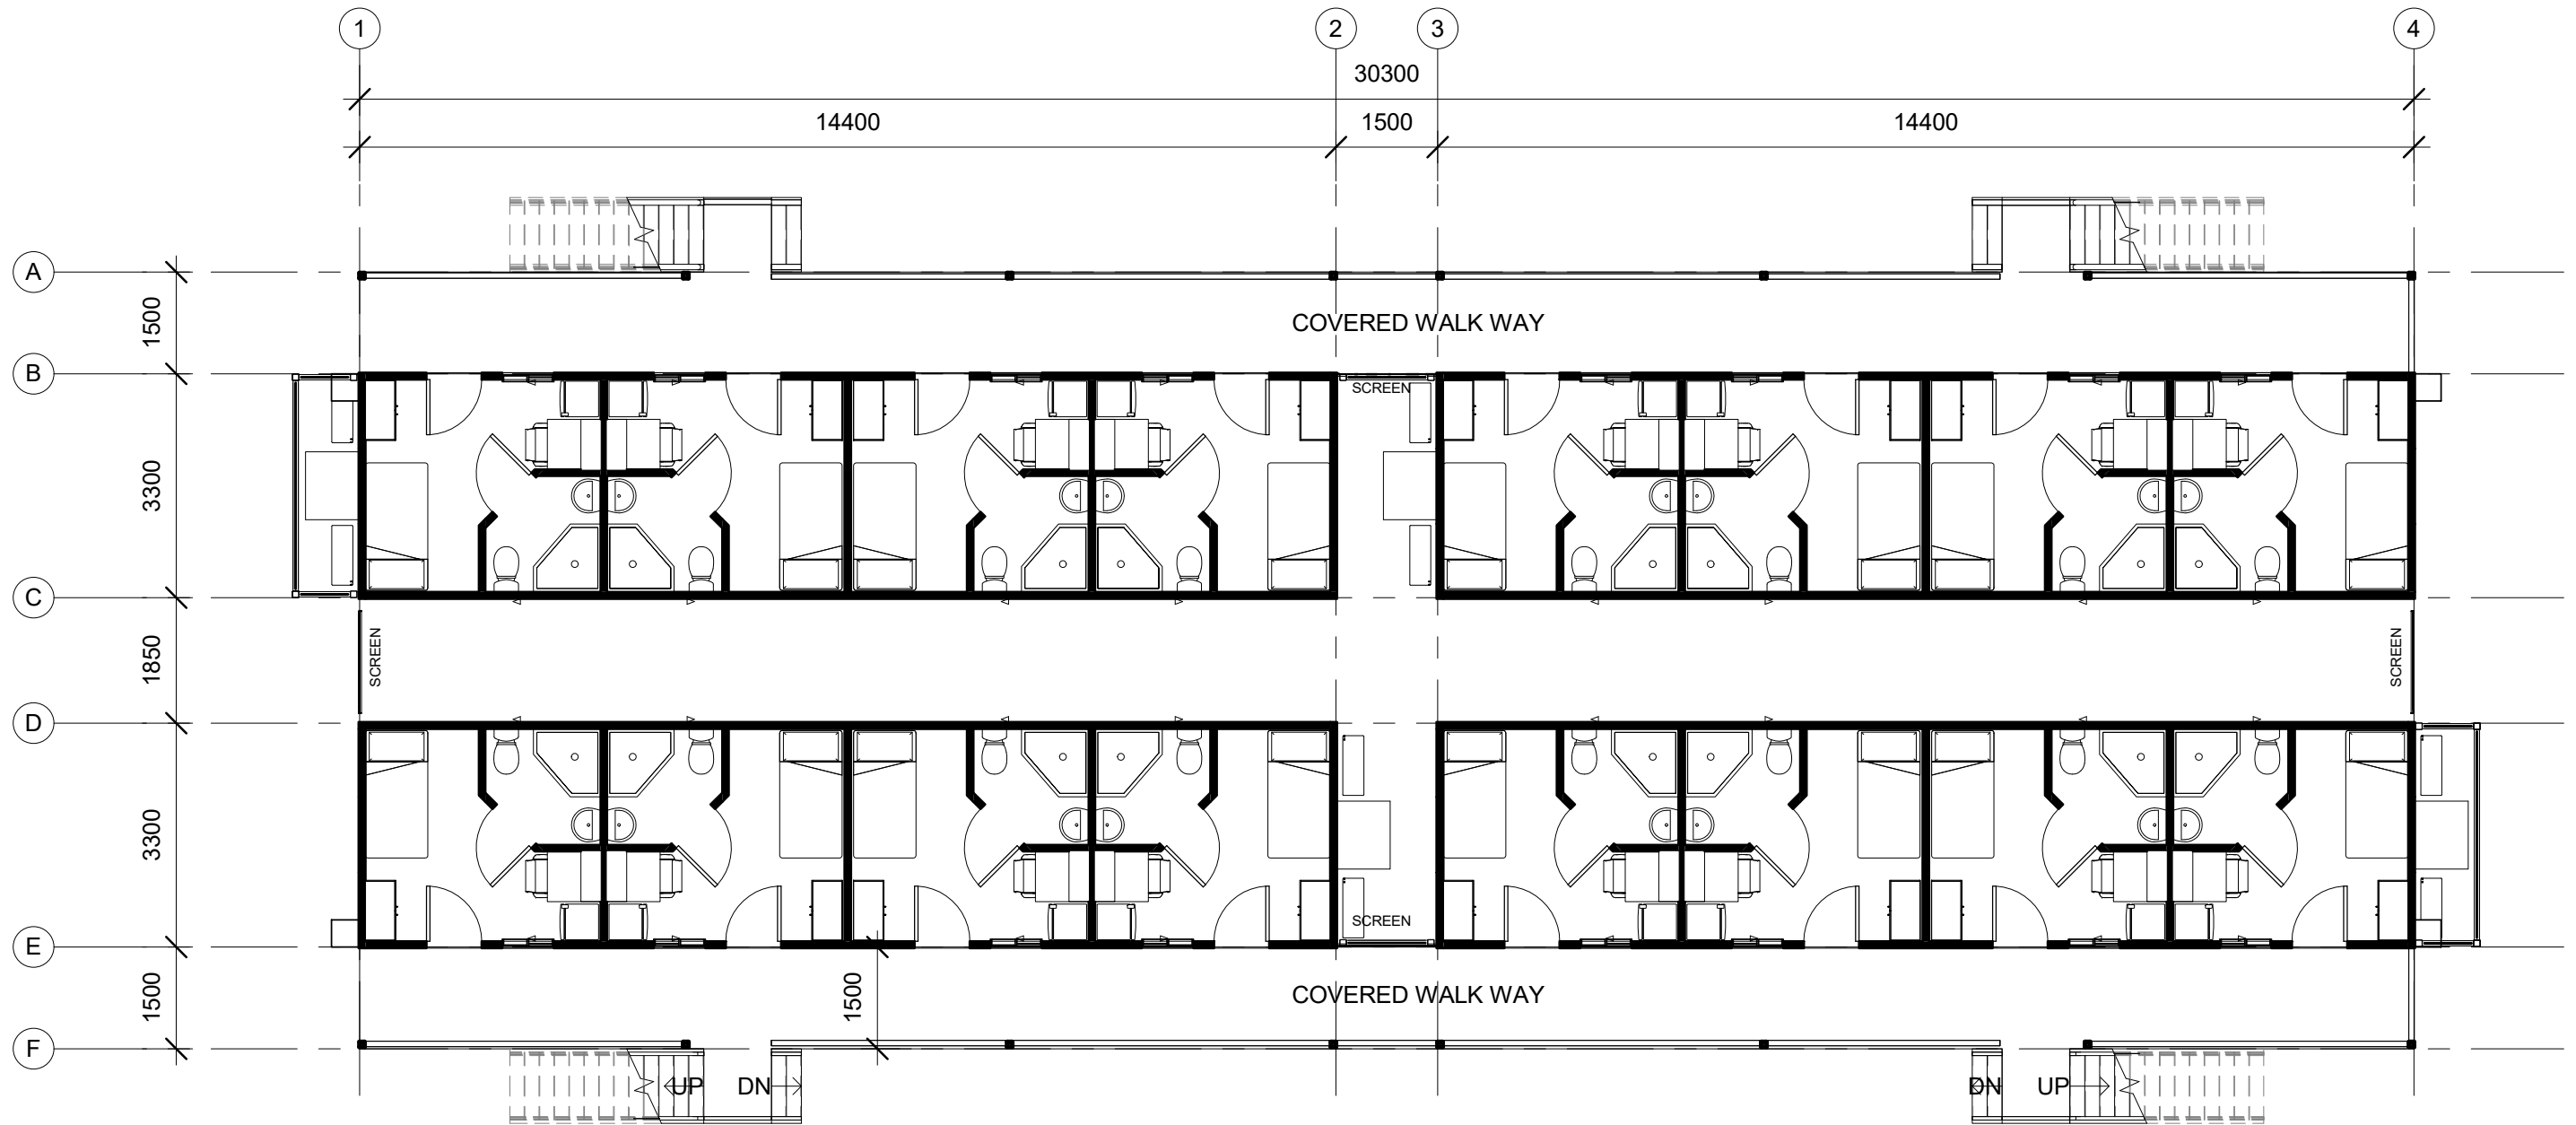 1 2 3 4
30300
14400 1500 14400
A
1500
COVERED WALK WAY
B
SCREEN
3300
C
1850
SCREEN SCREEN
D
3300
SCREEN
E
1500 1500
COVERED WALK WAY
F
UP DN DN UP